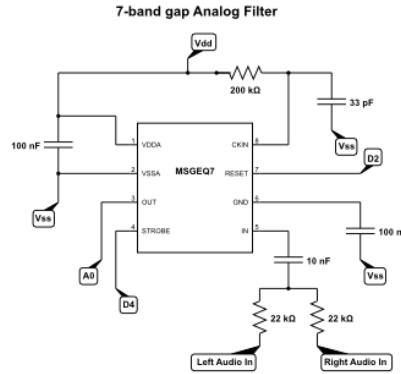 7-band gap Analog Filter
Vdd
200 kΩ
33 pF
Vss
100 nF
1 VDDA CKIN 8
MSGEQ7
D2
2 VSSA RESET 7
Vss
3 OUT GND 6
100 n
4 STROBE IN 5
10 nF
Vss
A0
D4
22 kΩ 22 kΩ
Left Audio In Right Audio In